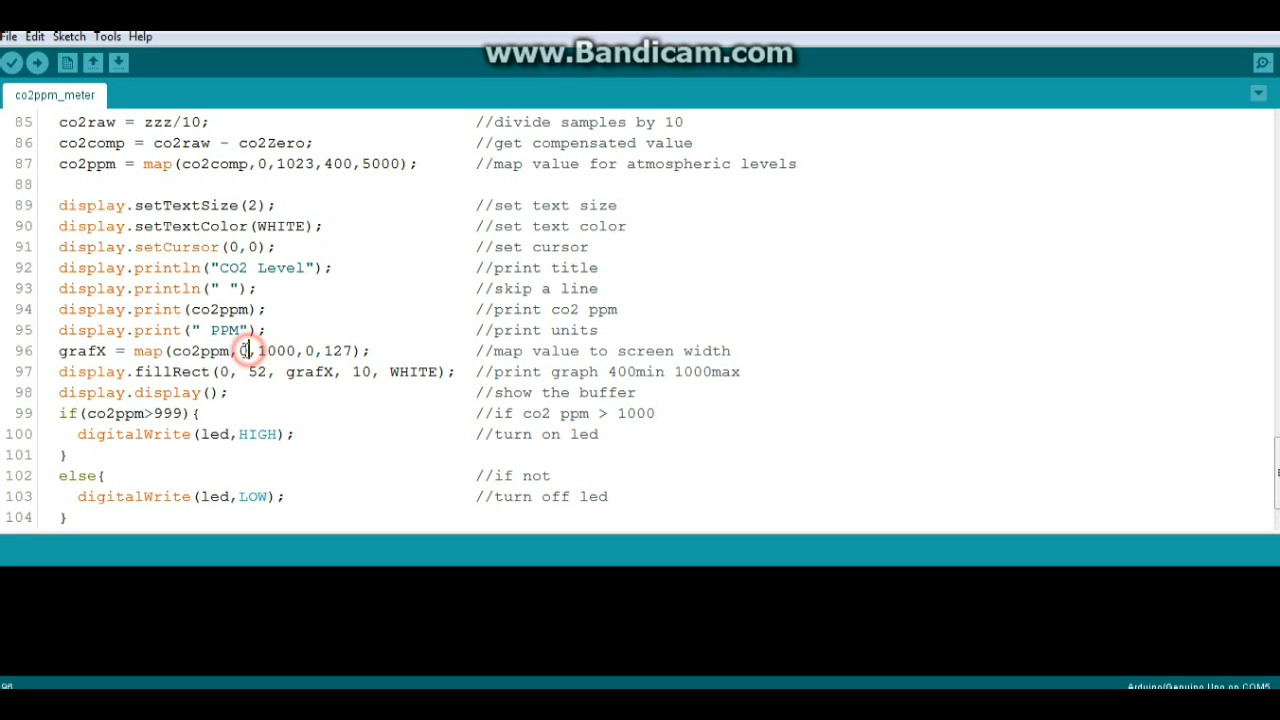 File Edit Sketch Tools Help
www.Bandicam.com
co2ppm_meter
85 co2raw = zzz/10; //divide samples by 10
86 co2comp = co2raw - co2Zero; //get compensated value
87 co2ppm = map(co2comp,0,1023,400,5000); //map value for atmospheric levels
88
89 display.setTextSize(2); //set text size
90 display.setTextColor(WHITE); //set text color
91 display.setCursor(0,0); //set cursor
92 display.println("CO2 Level"); //print title
93 display.println(" "); //skip a line
94 display.print(co2ppm); //print co2 ppm
95 display.print(" PPM"); //print units
96 grafX = map(co2ppm,0,1000,0,127); //map value to screen width
97 display.fillRect(0, 52, grafX, 10, WHITE); //print graph 400min 1000max
98 display.display(); //show the buffer
99 if(co2ppm>999){ //if co2 ppm > 1000
100 digitalWrite(led,HIGH); //turn on led
101 }
102 else{ //if not
103 digitalWrite(led,LOW); //turn off led
104 }
96 Arduino/Genuino Uno on COM5